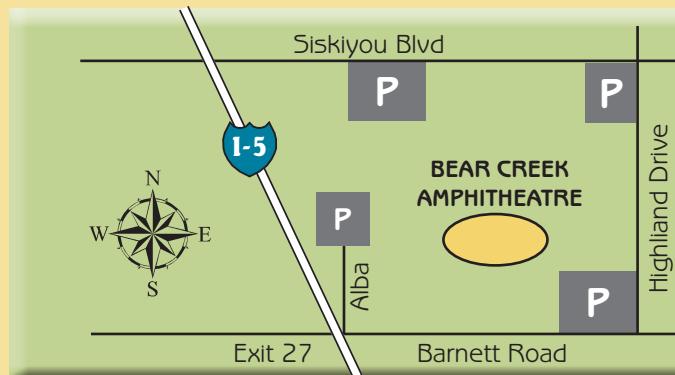 Siskiyou Blvd
P
P
I-5
BEAR CREEK
AMPHITHEATRE
Highland Drive
N
W
E
S
P
Alba
P
Exit 27
Barnett Road